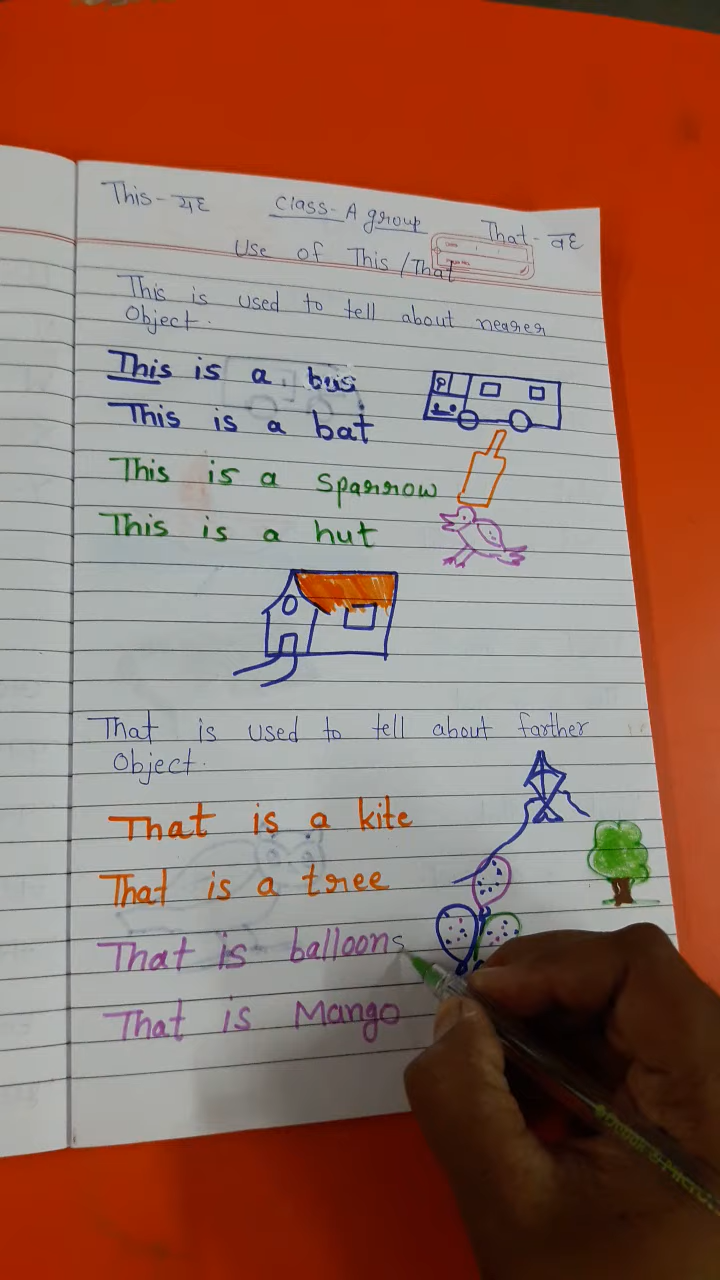 This - यह Class - A group That - वह
Use of This / That
This is used to tell about nearer
Object.
This is a bus
This is a bat
This is a sparrow
This is a hut
That is used to tell about farther
Object.
That is a kite
That is a tree
That is balloons
That is Mango